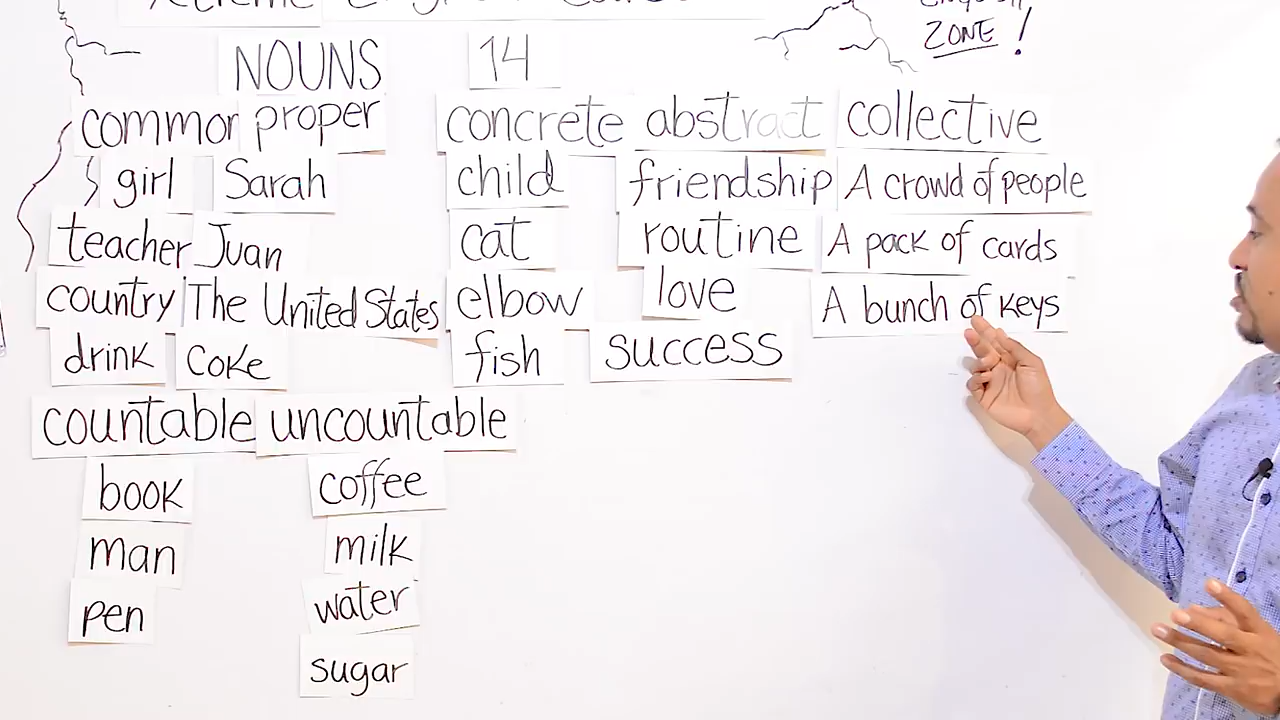 NOUNS 14
common proper concrete abstract collective
girl Sarah child friendship A crowd of people
teacher Juan cat routine A pack of cards
country The United States elbow love A bunch of keys
drink Coke fish success
countable uncountable
book coffee
man milk
pen water
sugar
ZONE!